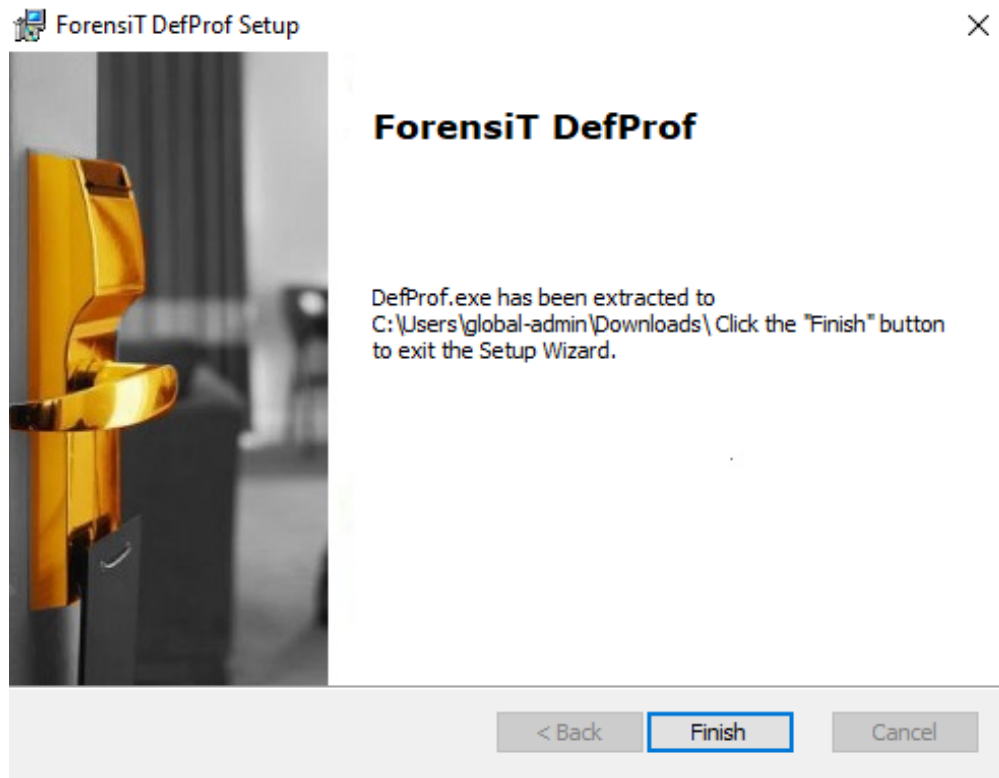 ForensiT DefProf Setup
ForensiT DefProf
DefProf.exe has been extracted to
C:\Users\global-admin\Downloads\ Click the "Finish" button
to exit the Setup Wizard.
< Back
Finish
Cancel